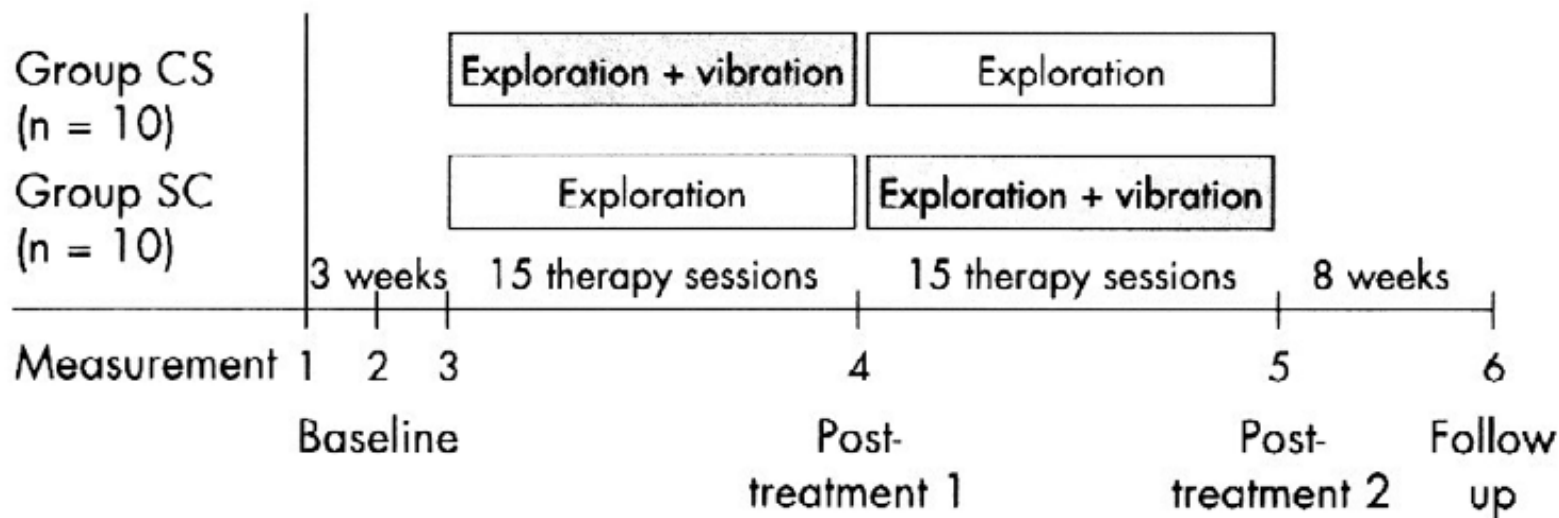 Group CS
(n = 10)
Exploration + vibration
Exploration
Group SC
(n = 10)
Exploration
Exploration + vibration
3 weeks
15 therapy sessions
15 therapy sessions
8 weeks
Measurement 1 2 3 4 5 6
Baseline
Post-
treatment 1
Post-
treatment 2
Follow
up